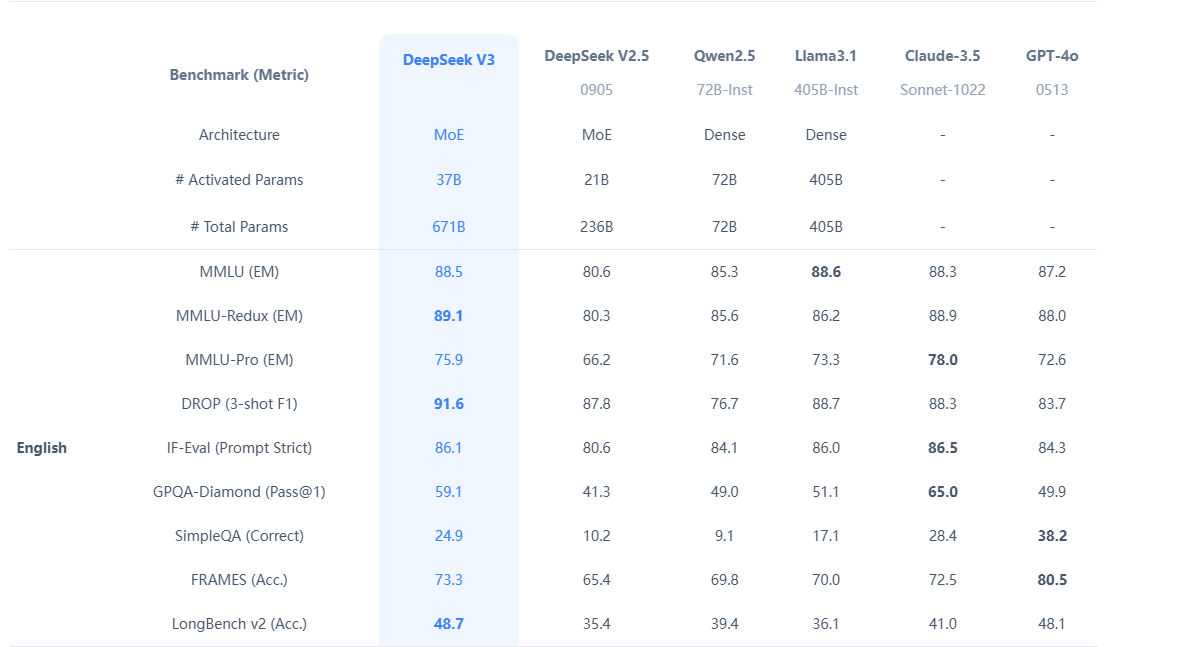 Benchmark (Metric) DeepSeek V3 DeepSeek V2.5 Qwen2.5 Llama3.1 Claude-3.5 GPT-4o
0905 72B-Inst 405B-Inst Sonnet-1022 0513
Architecture MoE MoE Dense Dense - -
# Activated Params 37B 21B 72B 405B - -
# Total Params 671B 236B 72B 405B - -
MMLU (EM) 88.5 80.6 85.3 88.6 88.3 87.2
MMLU-Redux (EM) 89.1 80.3 85.6 86.2 88.9 88.0
MMLU-Pro (EM) 75.9 66.2 71.6 73.3 78.0 72.6
DROP (3-shot F1) 91.6 87.8 76.7 88.7 88.3 83.7
English IF-Eval (Prompt Strict) 86.1 80.6 84.1 86.0 86.5 84.3
GPQA-Diamond (Pass@1) 59.1 41.3 49.0 51.1 65.0 49.9
SimpleQA (Correct) 24.9 10.2 9.1 17.1 28.4 38.2
FRAMES (Acc.) 73.3 65.4 69.8 70.0 72.5 80.5
LongBench v2 (Acc.) 48.7 35.4 39.4 36.1 41.0 48.1